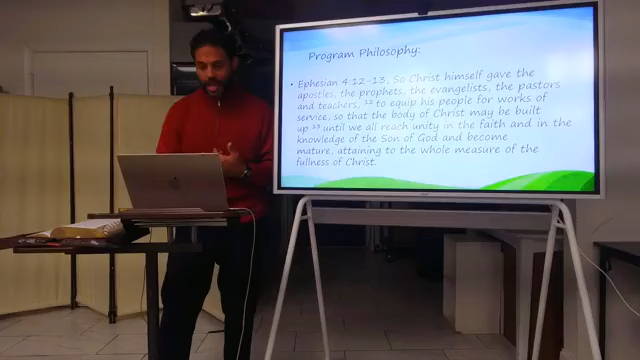 Program Philosophy:
• Ephesian 4:12-13, So Christ himself gave the
apostles, the prophets, the evangelists, the pastors
and teachers, 12 to equip his people for works of
service, so that the body of Christ may be built
up 13 until we all reach unity in the faith and in the
knowledge of the Son of God and become
mature, attaining to the whole measure of the
fullness of Christ.